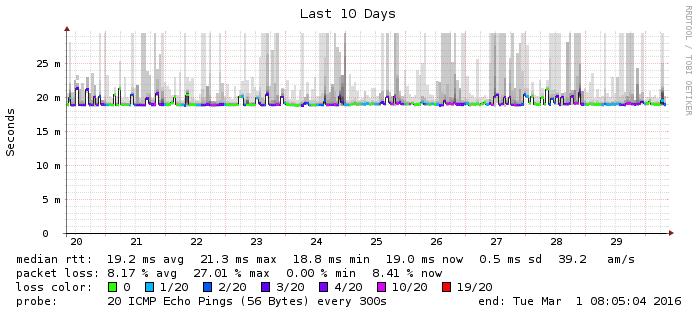 Last 10 Days
RRDTOOL / TOBI OETIKER
Seconds
25 m
20 m
15 m
10 m
5 m
0
20 21 22 23 24 25 26 27 28 29
median rtt: 19.2 ms avg 21.3 ms max 18.8 ms min 19.0 ms now 0.5 ms sd 39.2 am/s
packet loss: 8.17 % avg 27.01 % max 0.00 % min 8.41 % now
loss color: 0 1/20 2/20 3/20 4/20 10/20 19/20
probe: 20 ICMP Echo Pings (56 Bytes) every 300s end: Tue Mar 1 08:05:04 2016